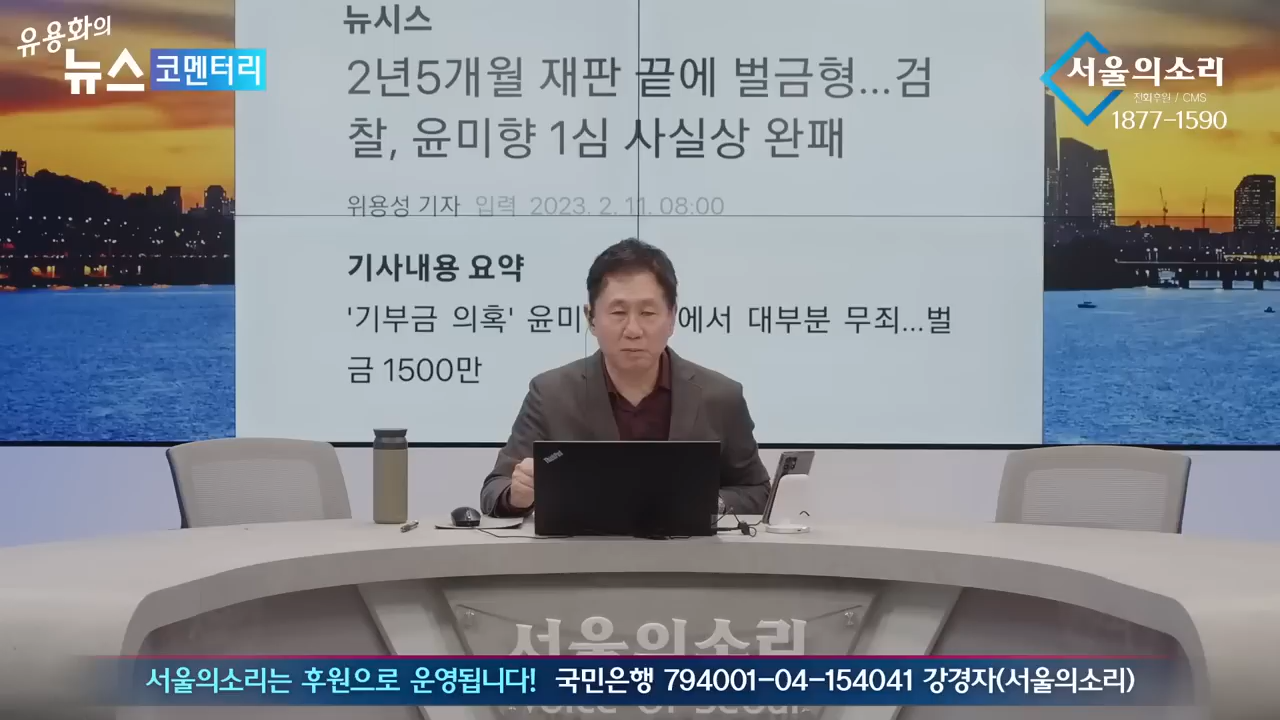 유용화의
뉴스 코멘터리
서울의소리
전화후원 / CMS
1877-1590
뉴시스
2년5개월 재판 끝에 벌금형...검
찰, 윤미향 1심 사실상 완패
위용성 기자 입력 2023. 2. 11. 08:00
기사내용 요약
'기부금 의혹' 윤미 에서 대부분 무죄...벌
금 1500만
ThinkPad
서울의소리
서울의소리는 후원으로 운영됩니다! 국민은행 794001-04-154041 강경자(서울의소리)
Voice of Seoul